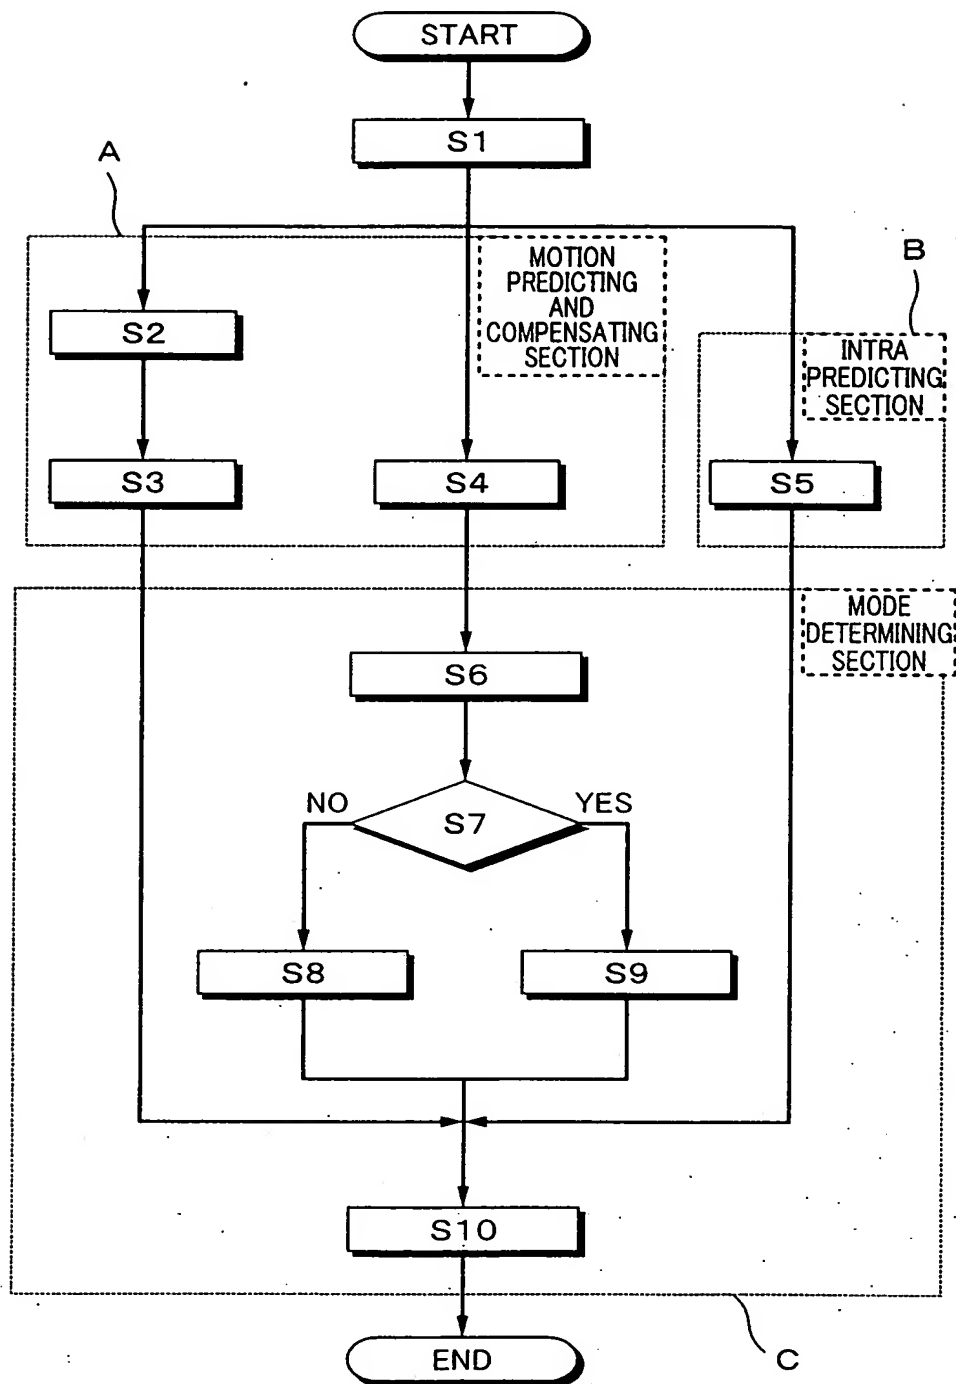 START
S1
A
MOTION
PREDICTING
AND
COMPENSATING
SECTION
B
INTRA
PREDICTING
SECTION
S2
S3
S4
S5
MODE
DETERMINING
SECTION
S6
NO
S7
YES
S8
S9
S10
END
C